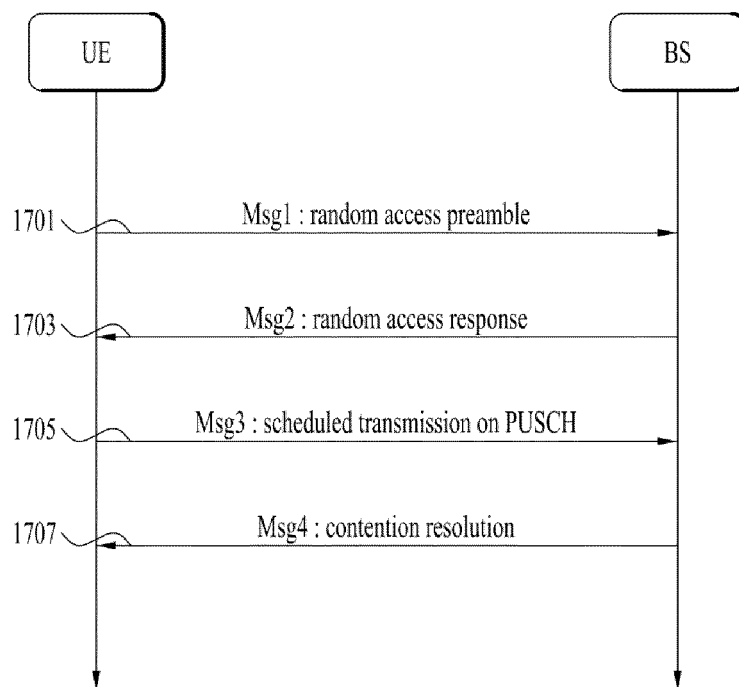 UE
BS
1701
Msg1 : random access preamble
1703
Msg2 : random access response
1705
Msg3 : scheduled transmission on PUSCH
1707
Msg4 : contention resolution